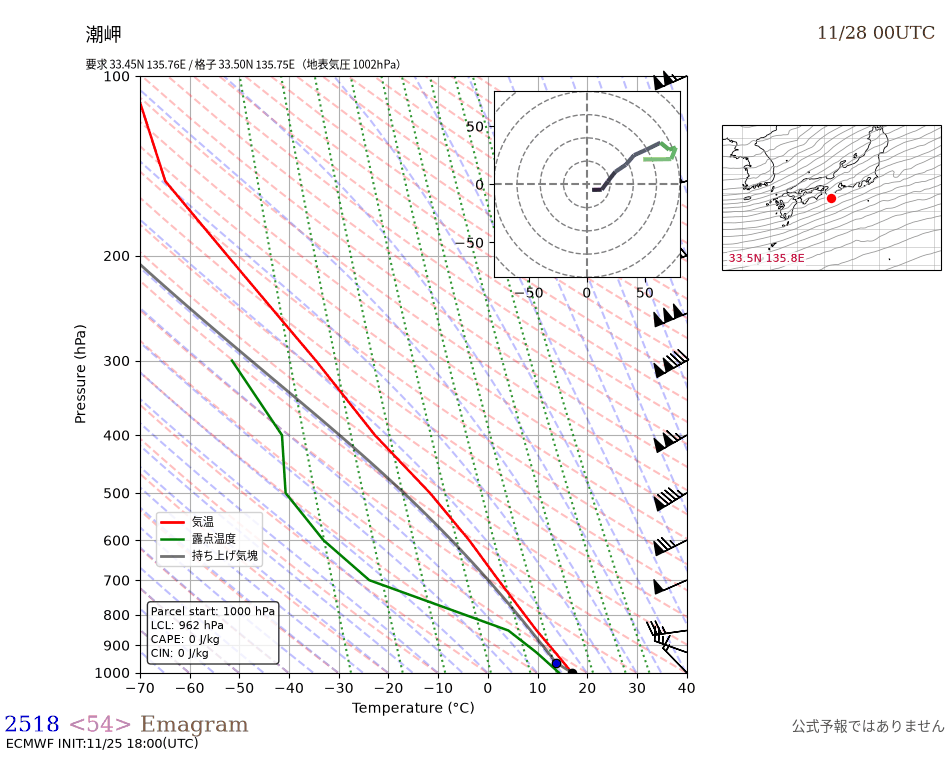 潮岬
11/28 00UTC
要求 33.45N 135.76E / 格子 33.50N 135.75E（地表気圧 1002hPa）
100
200
300
400
500
600
700
800
900
1000
Pressure (hPa)
−70 −60 −50 −40 −30 −20 −10 0 10 20 30 40
Temperature (°C)
50
0
−50
−50 0 50
33.5N 135.8E
気温
露点温度
持ち上げ気塊
Parcel start: 1000 hPa
LCL: 962 hPa
CAPE: 0 J/kg
CIN: 0 J/kg
2518 <54> Emagram
公式予報ではありません
ECMWF INIT:11/25 18:00(UTC)